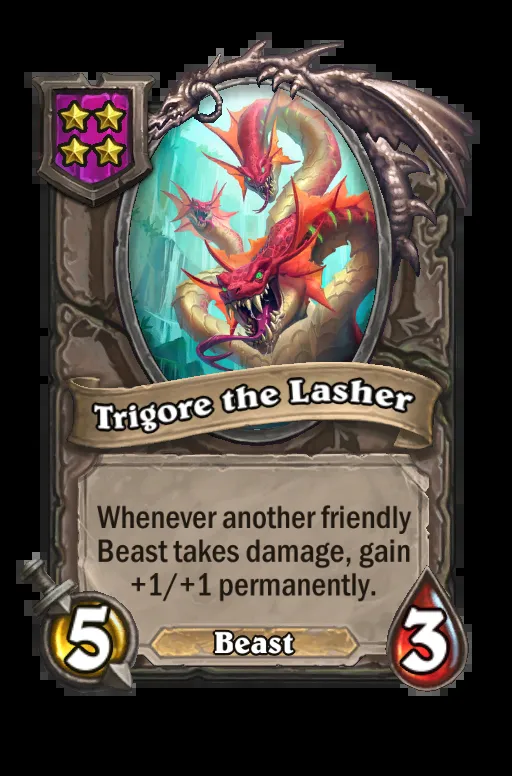 Trigore the Lasher
Whenever another friendly
Beast takes damage, gain
+1/+1 permanently.
5
Beast
3